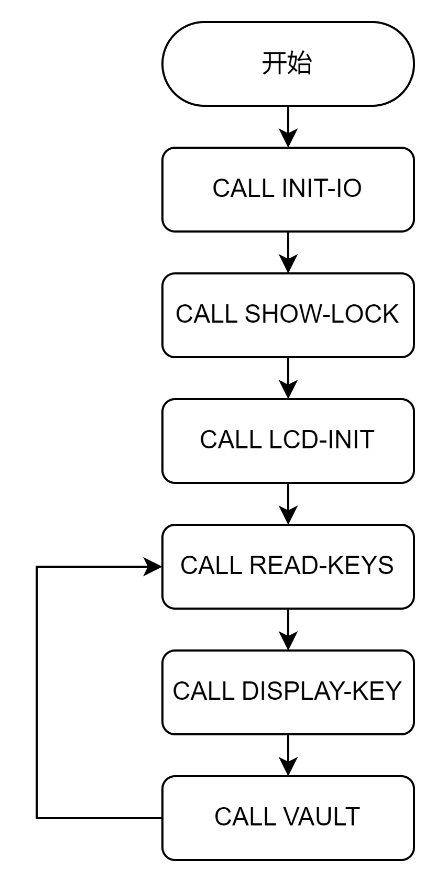 开始
CALL INIT-IO
CALL SHOW-LOCK
CALL LCD-INIT
CALL READ-KEYS
CALL DISPLAY-KEY
CALL VAULT